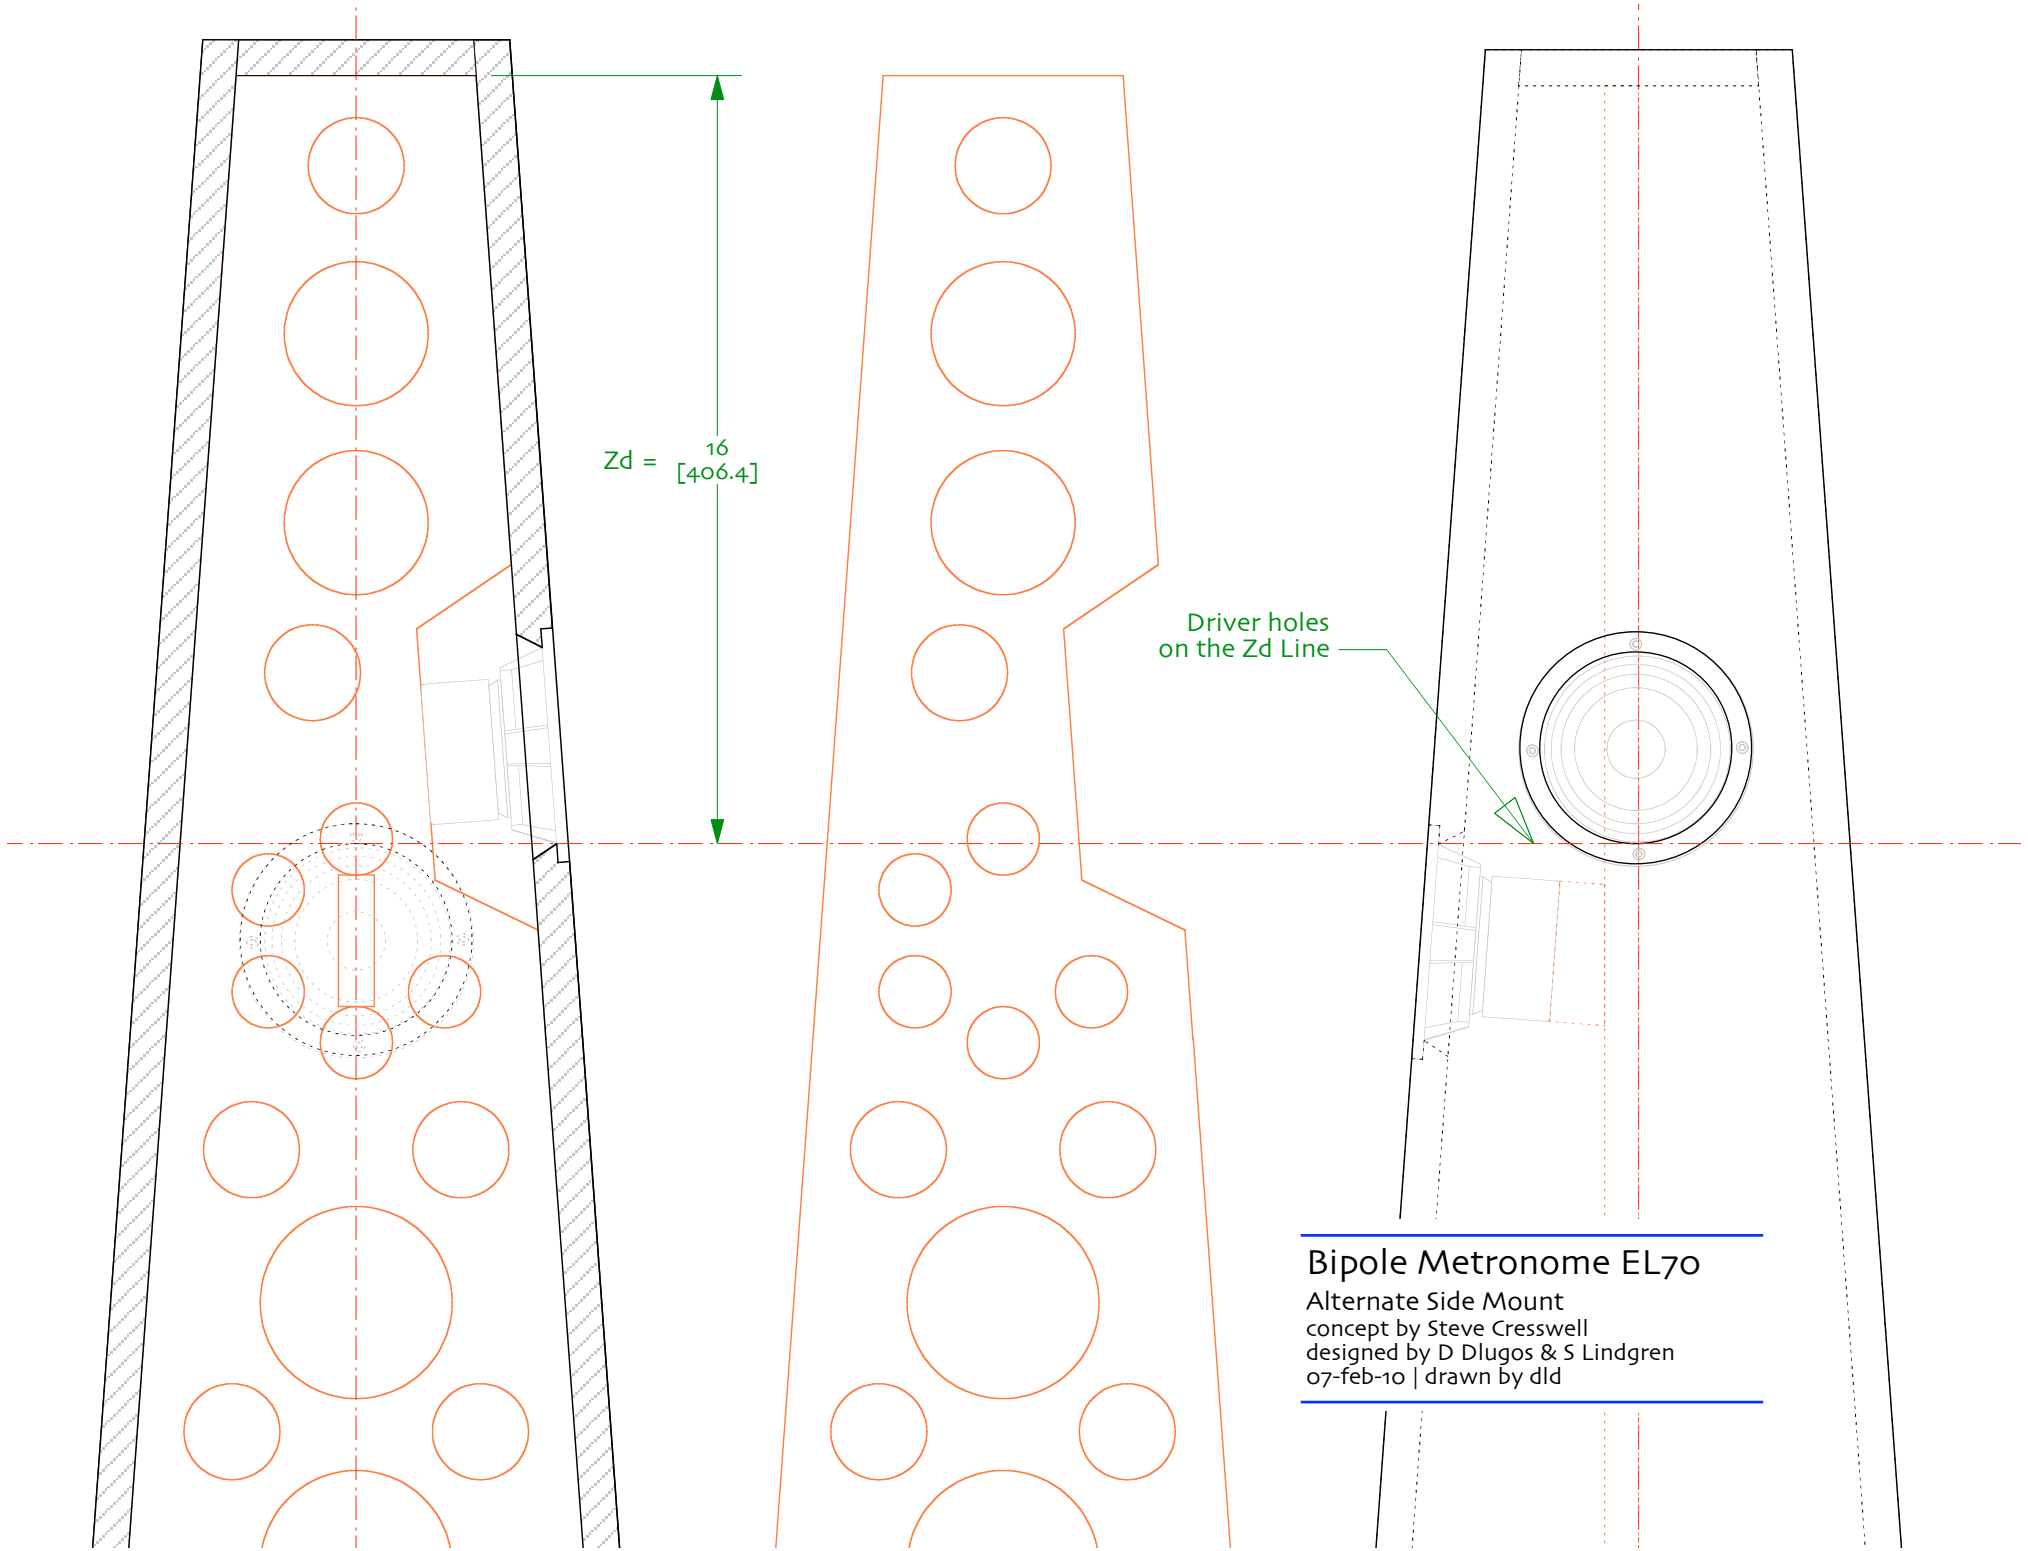 Zd =
16
[406.4]
Driver holes
on the Zd Line
Bipole Metronome EL70
Alternate Side Mount
concept by Steve Cresswell
designed by D Dlugos & S Lindgren
07-feb-10 | drawn by dld